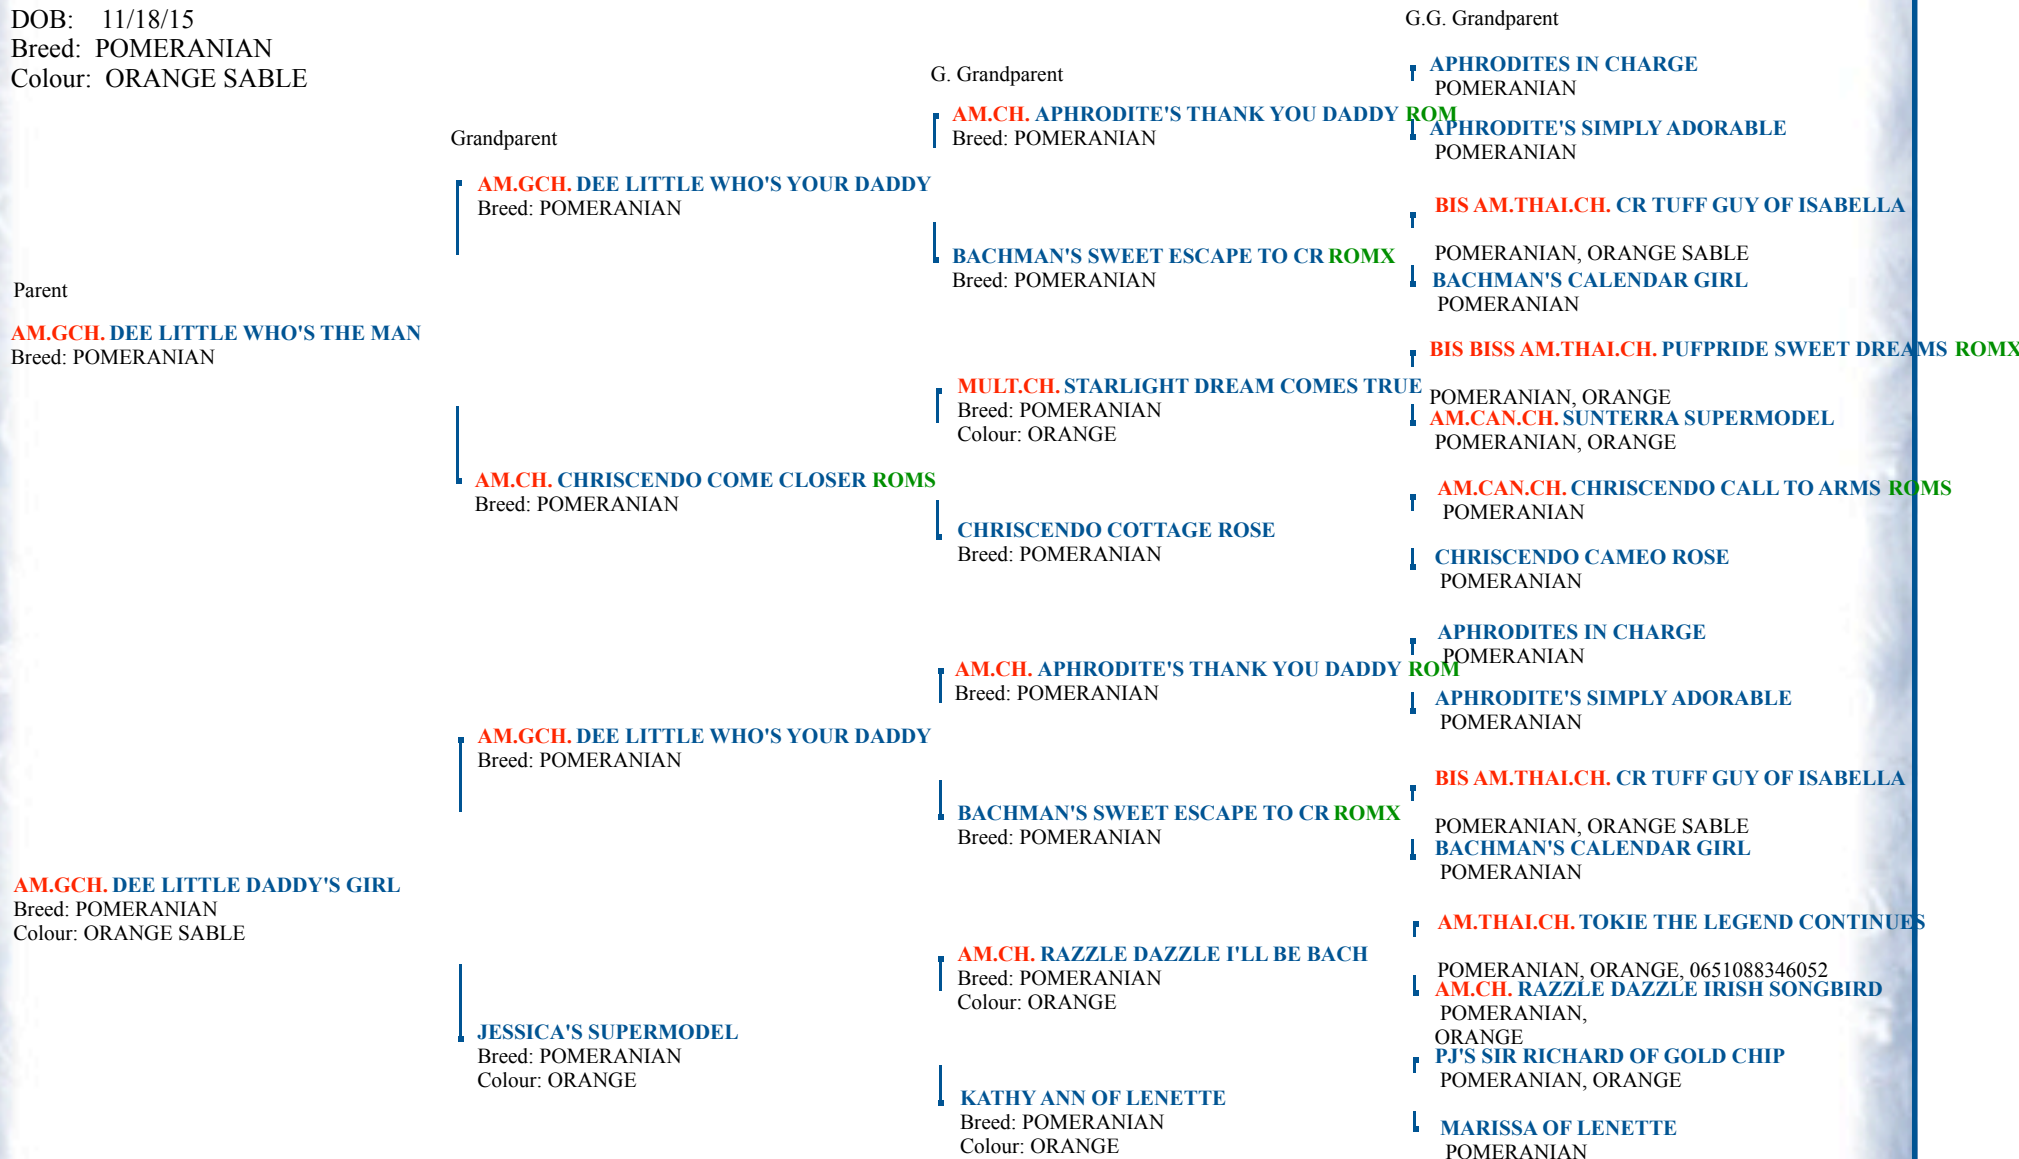 DOB: 11/18/15
Breed: POMERANIAN
Colour: ORANGE SABLE
Parent
AM.GCH. DEE LITTLE WHO'S THE MAN
Breed: POMERANIAN
AM.GCH. DEE LITTLE DADDY'S GIRL
Breed: POMERANIAN
Colour: ORANGE SABLE
Grandparent
AM.GCH. DEE LITTLE WHO'S YOUR DADDY
Breed: POMERANIAN
AM.CH. CHRISCENDO COME CLOSER ROMS
Breed: POMERANIAN
AM.GCH. DEE LITTLE WHO'S YOUR DADDY
Breed: POMERANIAN
JESSICA'S SUPERMODEL
Breed: POMERANIAN
Colour: ORANGE
G. Grandparent
AM.CH. APHRODITE'S THANK YOU DADDY ROM
Breed: POMERANIAN
BACHMAN'S SWEET ESCAPE TO CR ROMX
Breed: POMERANIAN
MULT.CH. STARLIGHT DREAM COMES TRUE
Breed: POMERANIAN
Colour: ORANGE
CHRISCENDO COTTAGE ROSE
Breed: POMERANIAN
AM.CH. APHRODITE'S THANK YOU DADDY ROM
Breed: POMERANIAN
BACHMAN'S SWEET ESCAPE TO CR ROMX
Breed: POMERANIAN
AM.CH. RAZZLE DAZZLE I'LL BE BACH
Breed: POMERANIAN
Colour: ORANGE
KATHY ANN OF LENETTE
Breed: POMERANIAN
Colour: ORANGE
G.G. Grandparent
APHRODITES IN CHARGE
POMERANIAN
APHRODITE'S SIMPLY ADORABLE
POMERANIAN
BIS AM.THAI.CH. CR TUFF GUY OF ISABELLA
POMERANIAN, ORANGE SABLE
BACHMAN'S CALENDAR GIRL
POMERANIAN
BIS BISS AM.THAI.CH. PUFPRIDE SWEET DREAMS ROMX
POMERANIAN, ORANGE
AM.CAN.CH. SUNTERRA SUPERMODEL
POMERANIAN, ORANGE
AM.CAN.CH. CHRISCENDO CALL TO ARMS ROMS
POMERANIAN
CHRISCENDO CAMEO ROSE
POMERANIAN
APHRODITES IN CHARGE
POMERANIAN
APHRODITE'S SIMPLY ADORABLE
POMERANIAN
BIS AM.THAI.CH. CR TUFF GUY OF ISABELLA
POMERANIAN, ORANGE SABLE
BACHMAN'S CALENDAR GIRL
POMERANIAN
AM.THAI.CH. TOKIE THE LEGEND CONTINUES
POMERANIAN, ORANGE, 0651088346052
AM.CH. RAZZLE DAZZLE IRISH SONGBIRD
POMERANIAN,
ORANGE
PJ'S SIR RICHARD OF GOLD CHIP
POMERANIAN, ORANGE
MARISSA OF LENETTE
POMERANIAN